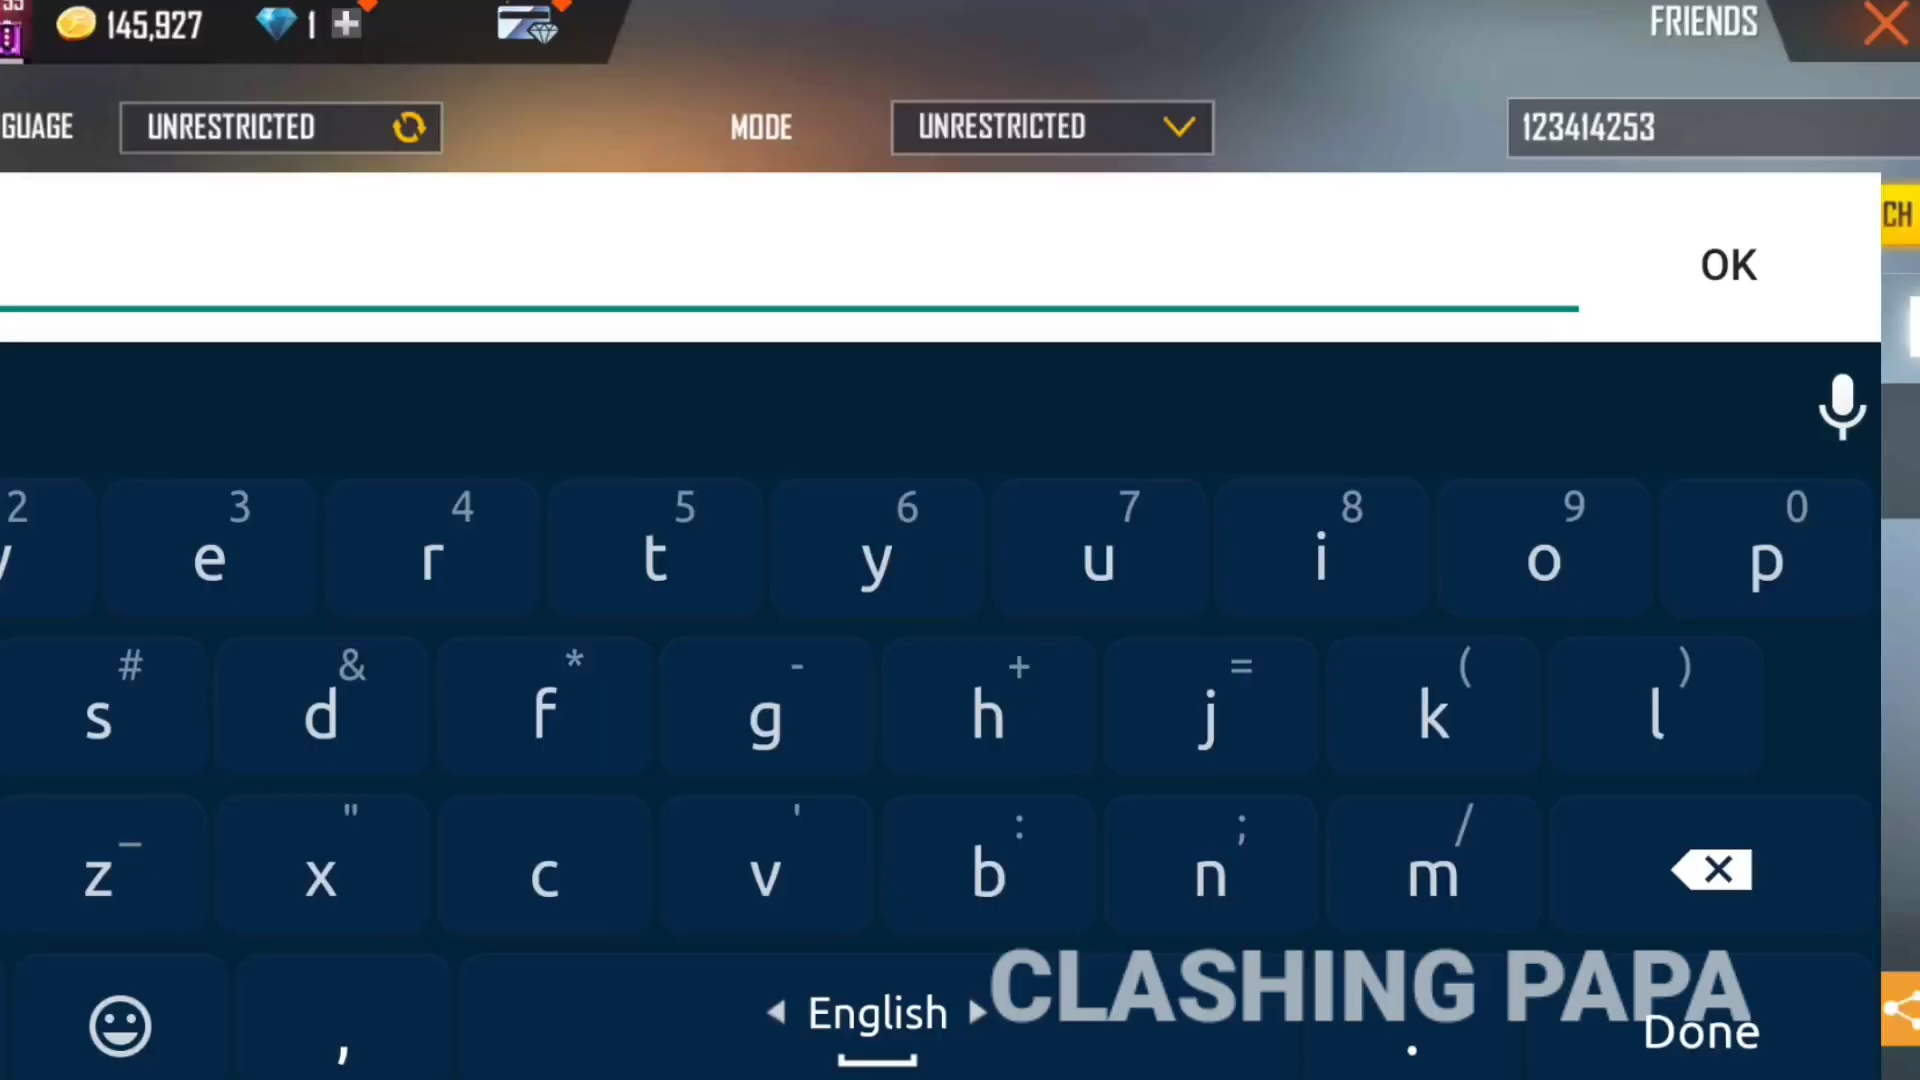 145,927 1 FRIENDS
GUAGE UNRESTRICTED MODE UNRESTRICTED 123414253
CH
OK
2 3 4 5 6 7 8 9 0
e r t y u i o p
# & * - + = ( )
s d f g h j k l
_ " ' : ; /
z x c v b n m
CLASHING PAPA
, English . Done